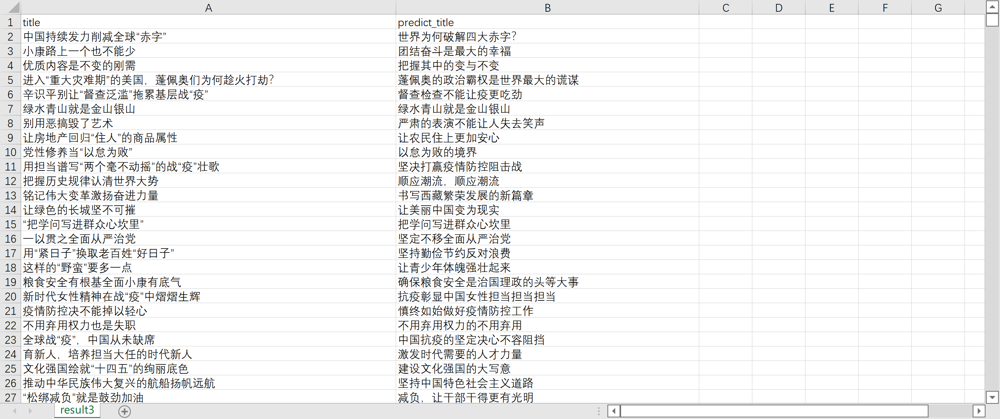 A B C D E F G
1 title predict_title
2 中国持续发力削减全球“赤字” 世界为何破解四大赤字？
3 小康路上一个也不能少 团结奋斗是最大的幸福
4 优质内容是不变的刚需 把握其中的变与不变
5 进入“重大灾难期”的美国，蓬佩奥们为何趁火打劫？ 蓬佩奥的政治霸权是世界最大的谎谋
6 辛识平别让“督查泛滥”拖累基层战“疫” 督查检查不能让疫更吃劲
7 绿水青山就是金山银山 绿水青山就是金山银山
8 别用恶搞毁了艺术 严肃的表演不能让人失去笑声
9 让房地产回归“住人”的商品属性 让农民住上更加安心
10 党性修养当“以怠为败” 以怠为败的境界
11 用担当谱写“两个毫不动摇”的战“疫”壮歌 坚决打赢疫情防控阻击战
12 把握历史规律认清世界大势 顺应潮流，顺应潮流
13 铭记伟大变革激扬奋进力量 书写西藏繁荣发展的新篇章
14 让绿色的长城坚不可摧 让美丽中国变为现实
15 “把学问写进群众心坎里” 把学问写进群众心坎里
16 一以贯之全面从严治党 坚定不移全面从严治党
17 用“紧日子”换取老百姓“好日子” 坚持勤俭节约反对浪费
18 这样的“野蛮”要多一点 让青少年体魄强壮起来
19 粮食安全有根基全面小康有底气 确保粮食安全是治国理政的头等大事
20 新时代女性精神在战“疫”中熠熠生辉 抗疫彰显中国女性担当担当担当
21 疫情防控决不能掉以轻心 慎终如始做好疫情防控工作
22 不用弃用权力也是失职 不用弃用权力的不用弃用
23 全球战“疫”，中国从未缺席 中国抗疫的坚定决心不容阻挡
24 育新人，培养担当大任的时代新人 激发时代需要的人才力量
25 文化强国绘就“十四五”的绚丽底色 建设文化强国的大写意
26 推动中华民族伟大复兴的航船扬帆远航 坚持中国特色社会主义道路
27 “松绑减负”就是鼓劲加油 减负，让干部干得更有光明
result3